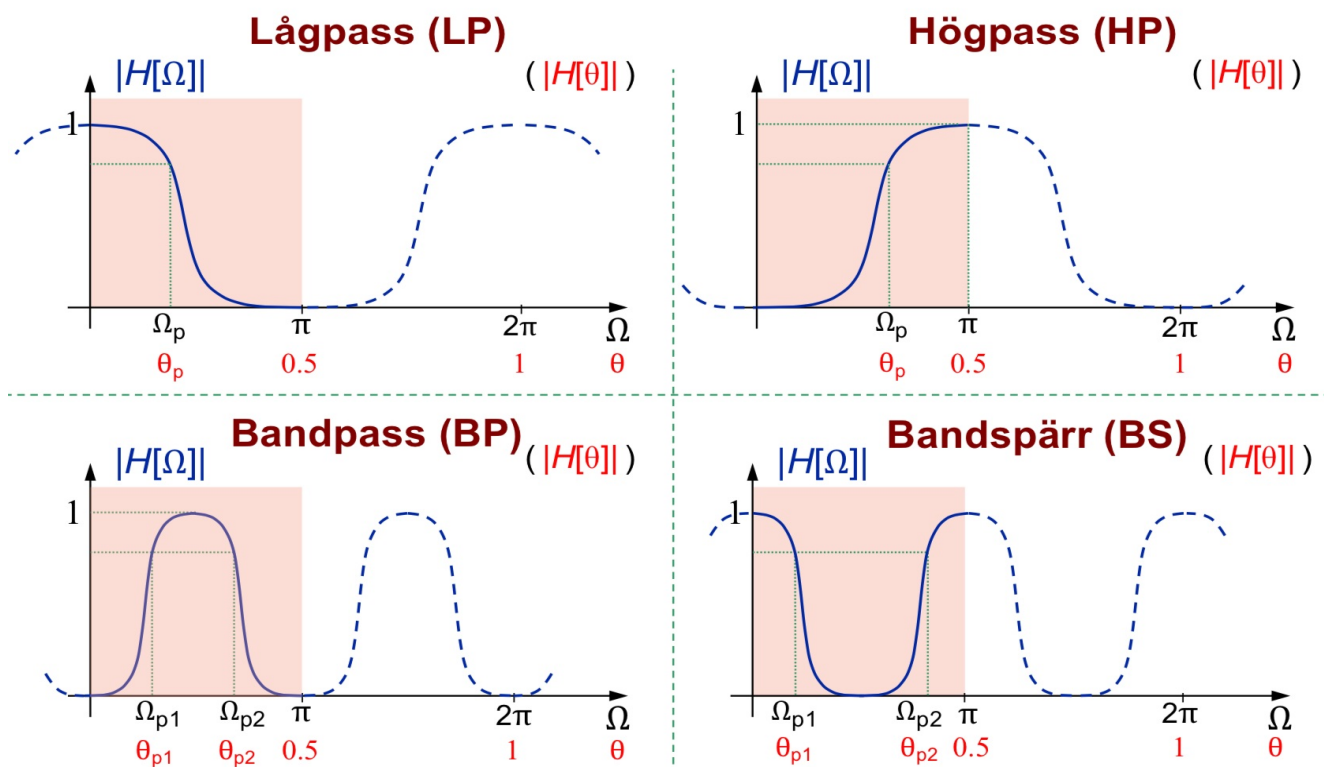 Lågpass (LP)
|H[Ω]|
( |H[θ]| )
1
Ωp π 2π Ω
θp 0.5 1 θ
Högpass (HP)
|H[Ω]|
( |H[θ]| )
1
Ωp π 2π Ω
θp 0.5 1 θ
Bandpass (BP)
|H[Ω]|
( |H[θ]| )
1
Ωp1 Ωp2 π 2π Ω
θp1 θp2 0.5 1 θ
Bandspärr (BS)
|H[Ω]|
( |H[θ]| )
1
Ωp1 Ωp2 π 2π Ω
θp1 θp2 0.5 1 θ